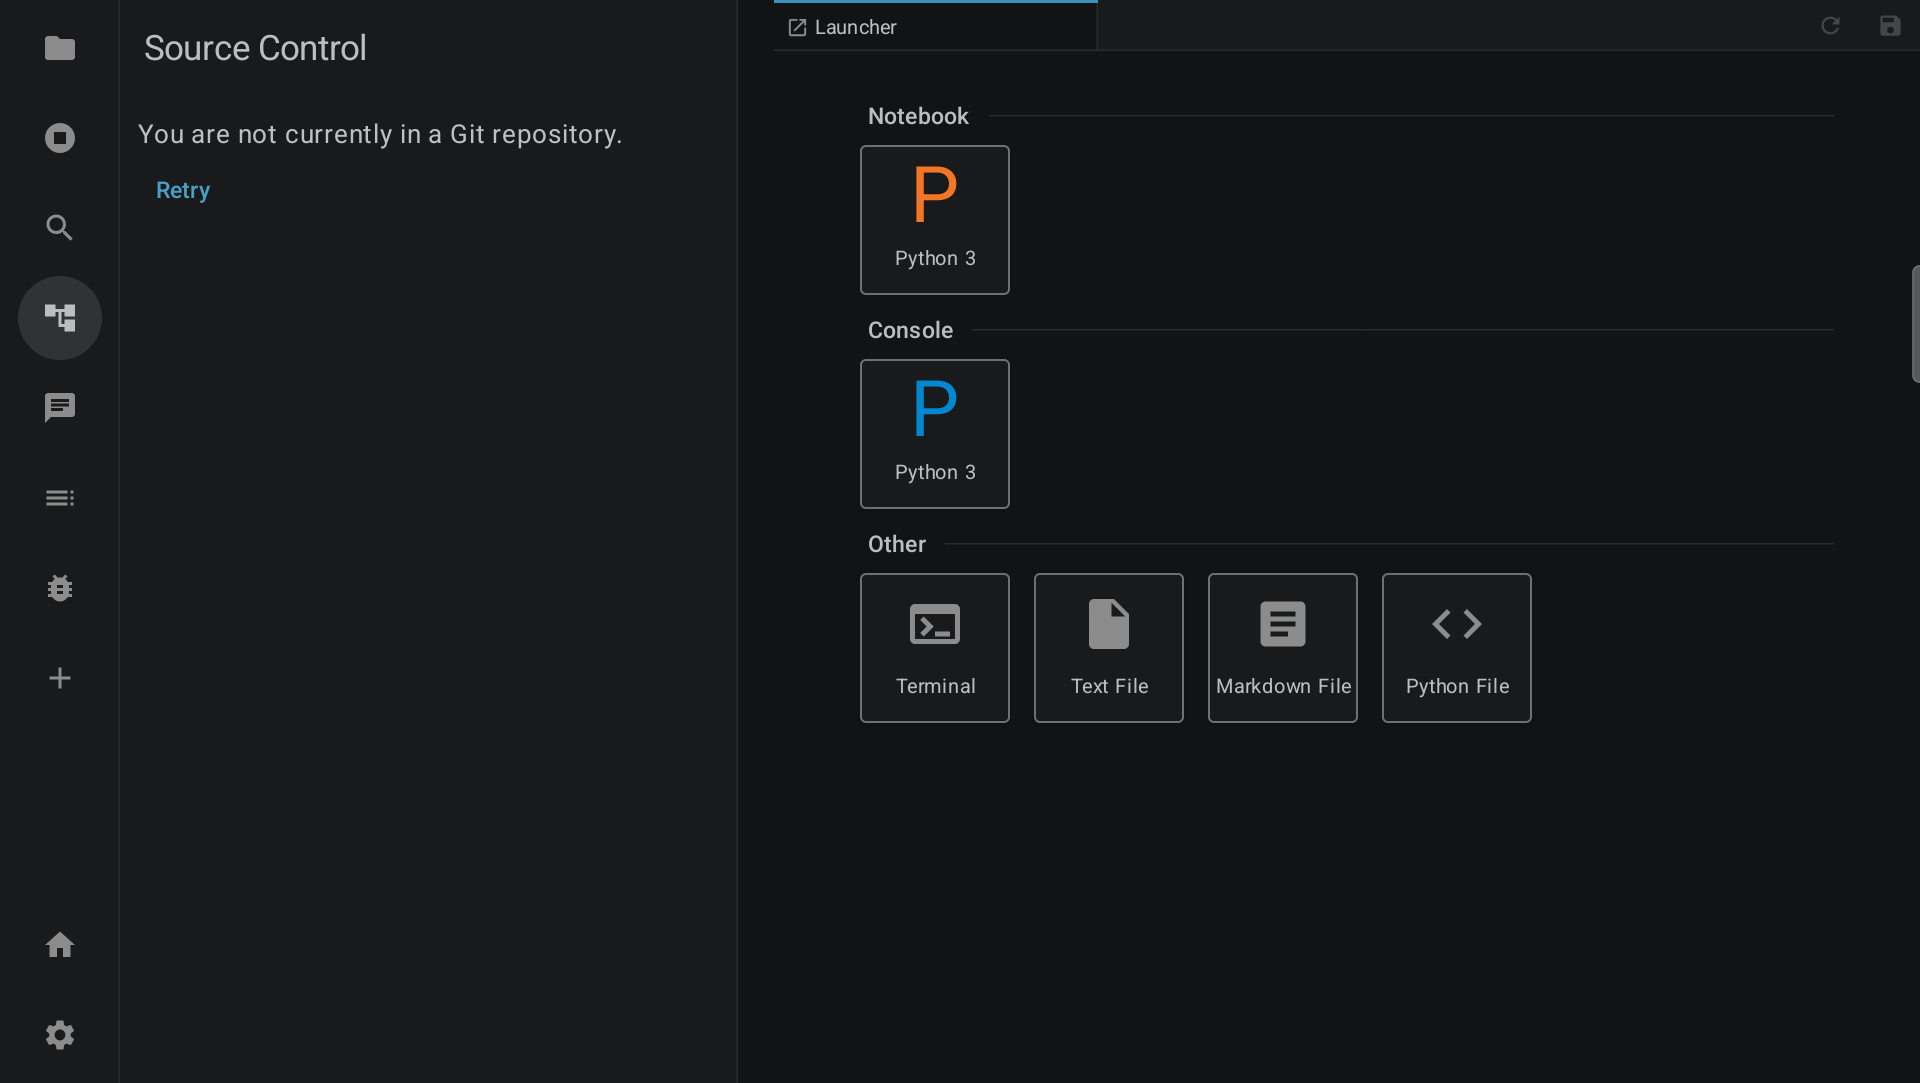 Source Control
You are not currently in a Git repository.
Retry
Launcher
Notebook
P
Python 3
Console
P
Python 3
Other
Terminal
Text File
Markdown File
Python File